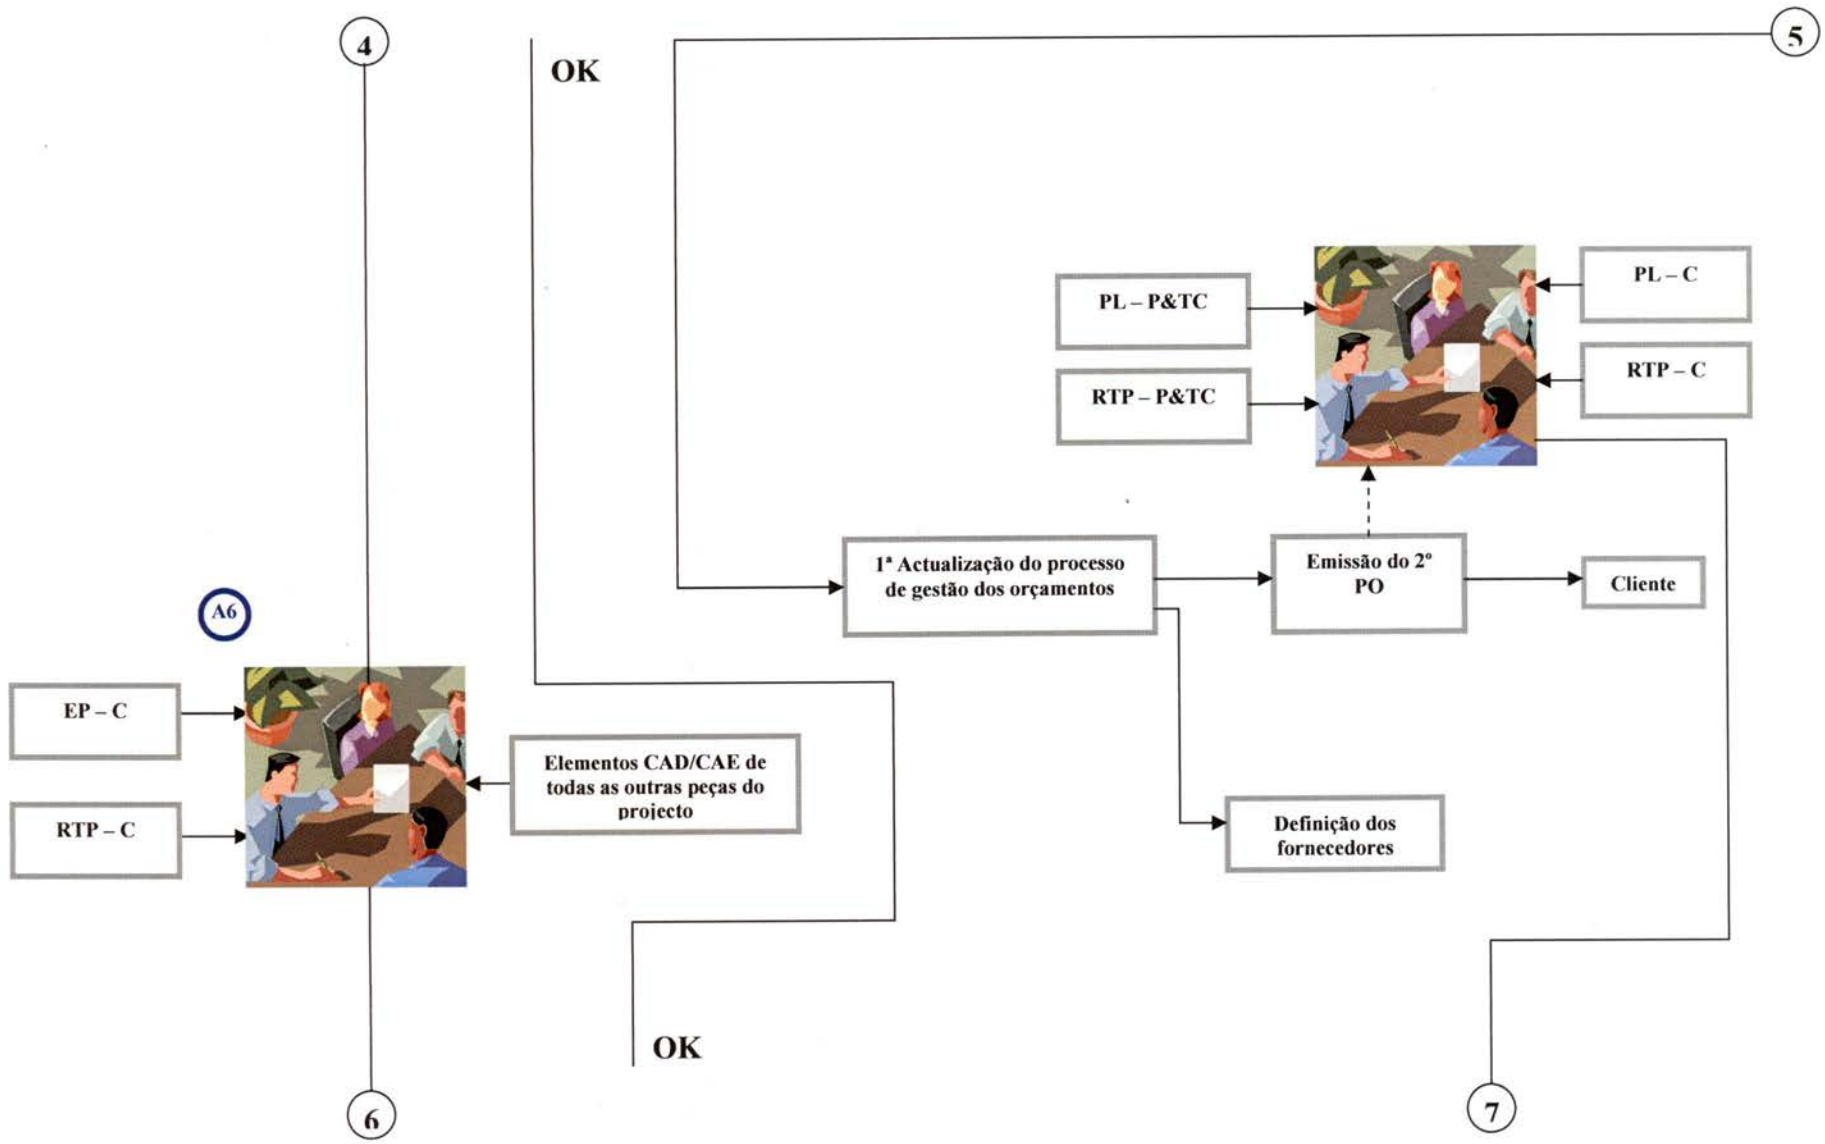 4
OK
5
PL – P&TC
PL – C
RTP – P&TC
RTP – C
1ª Actualização do processo
de gestão dos orçamentos
Emissão do 2º
PO
Cliente
A6
EP – C
RTP – C
Elementos CAD/CAE de
todas as outras peças do
projecto
Definição dos
fornecedores
OK
6
7